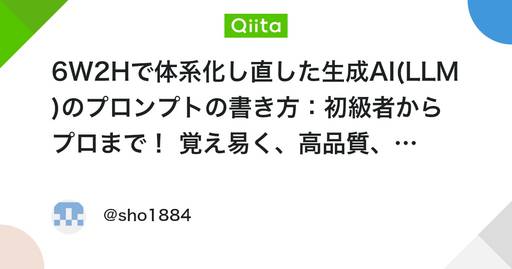 Qiita
6W2Hで体系化し直した生成AI(LLM
)のプロンプトの書き方：初級者から
プロまで！ 覚え易く、高品質、…
@sho1884